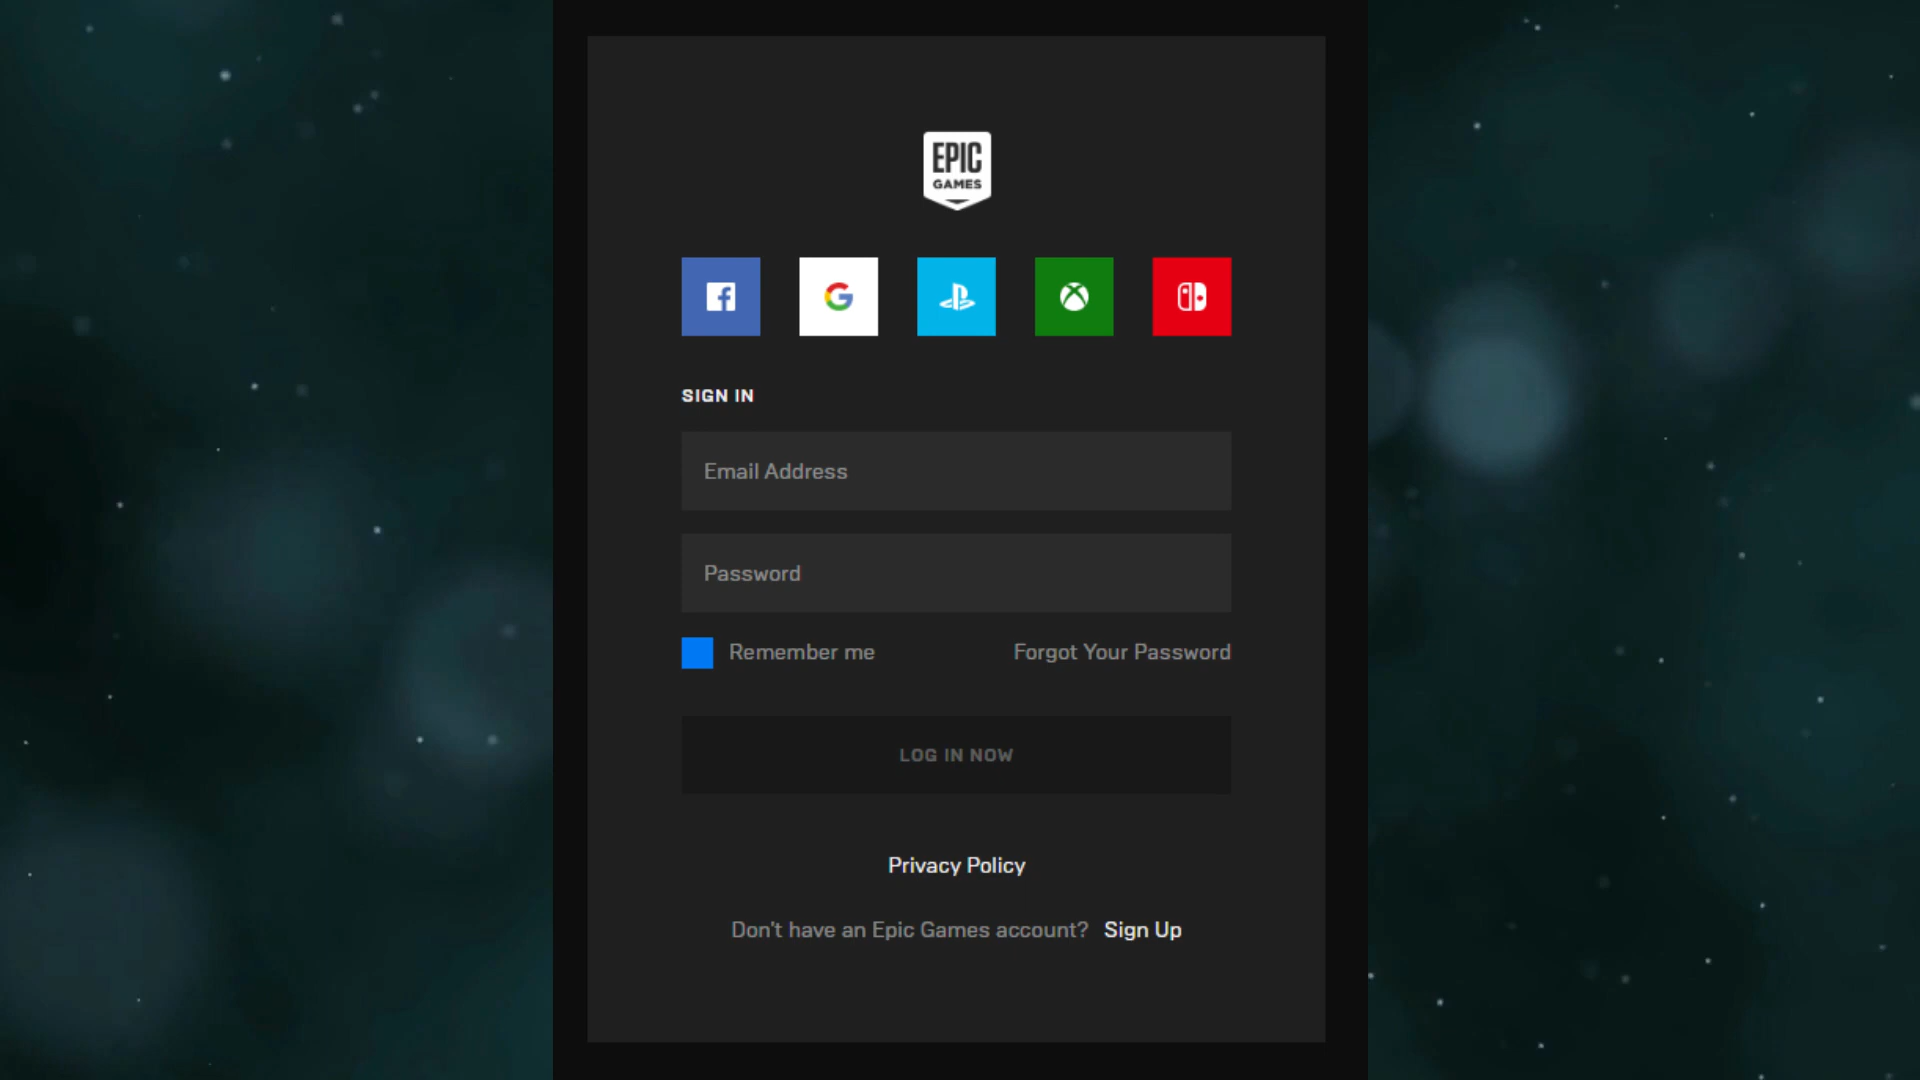 EPIC
GAMES
SIGN IN
Email Address
Password
Remember me Forgot Your Password
LOG IN NOW
Privacy Policy
Don't have an Epic Games account? Sign Up